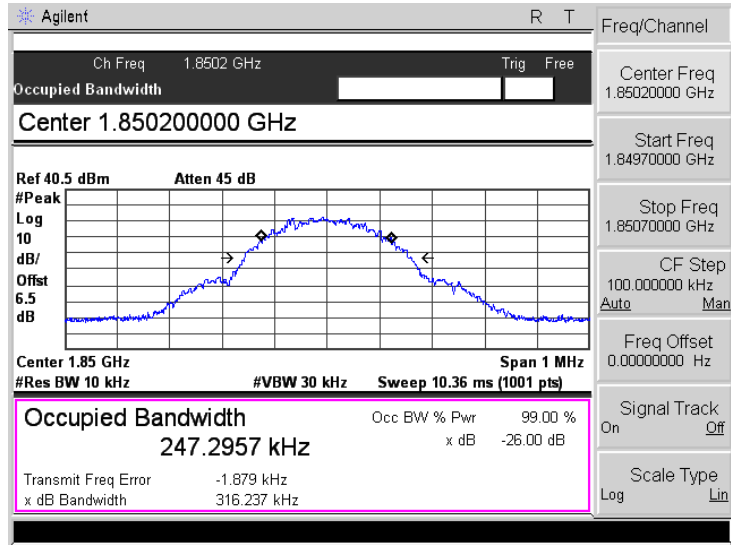 Agilent R T
Ch Freq 1.8502 GHz Trig Free
Occupied Bandwidth
Center 1.850200000 GHz
Ref 40.5 dBm Atten 45 dB
#Peak
Log
10
dB/
Offst
6.5
dB
Center 1.85 GHz Span 1 MHz
#Res BW 10 kHz #VBW 30 kHz Sweep 10.36 ms (1001 pts)
Occupied Bandwidth Occ BW % Pwr 99.00 %
247.2957 kHz x dB -26.00 dB
Transmit Freq Error -1.879 kHz
x dB Bandwidth 316.237 kHz
Freq/Channel
Center Freq
1.85020000 GHz
Start Freq
1.84970000 GHz
Stop Freq
1.85070000 GHz
CF Step
100.000000 kHz
Auto Man
Freq Offset
0.00000000 Hz
Signal Track
On Off
Scale Type
Log Lin